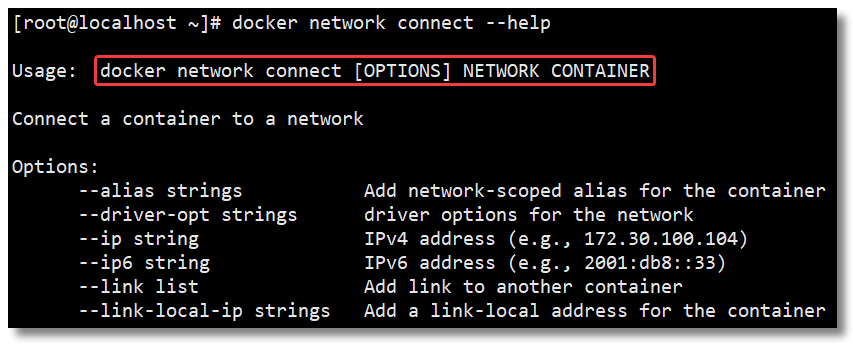 [root@localhost ~]# docker network connect --help
Usage:  docker network connect [OPTIONS] NETWORK CONTAINER
Connect a container to a network
Options:
      --alias strings           Add network-scoped alias for the container
      --driver-opt strings      driver options for the network
      --ip string               IPv4 address (e.g., 172.30.100.104)
      --ip6 string              IPv6 address (e.g., 2001:db8::33)
      --link list               Add link to another container
      --link-local-ip strings   Add a link-local address for the container